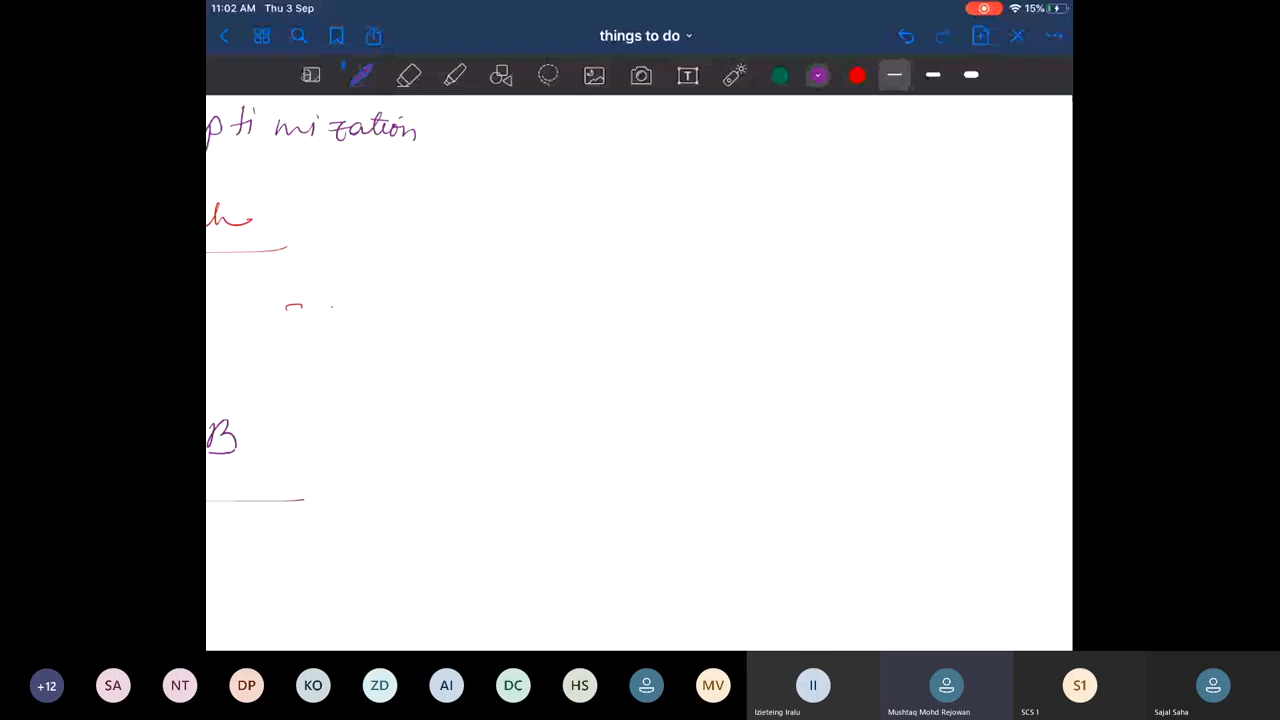 11:02 AM Thu 3 Sep
15%
things to do
T
pti mization
h
B
+12 SA NT DP KO ZD AI DC HS MV II S1
Izieteing Iralu
Mushtaq Mohd Rejowan
SCS 1
Sajal Saha